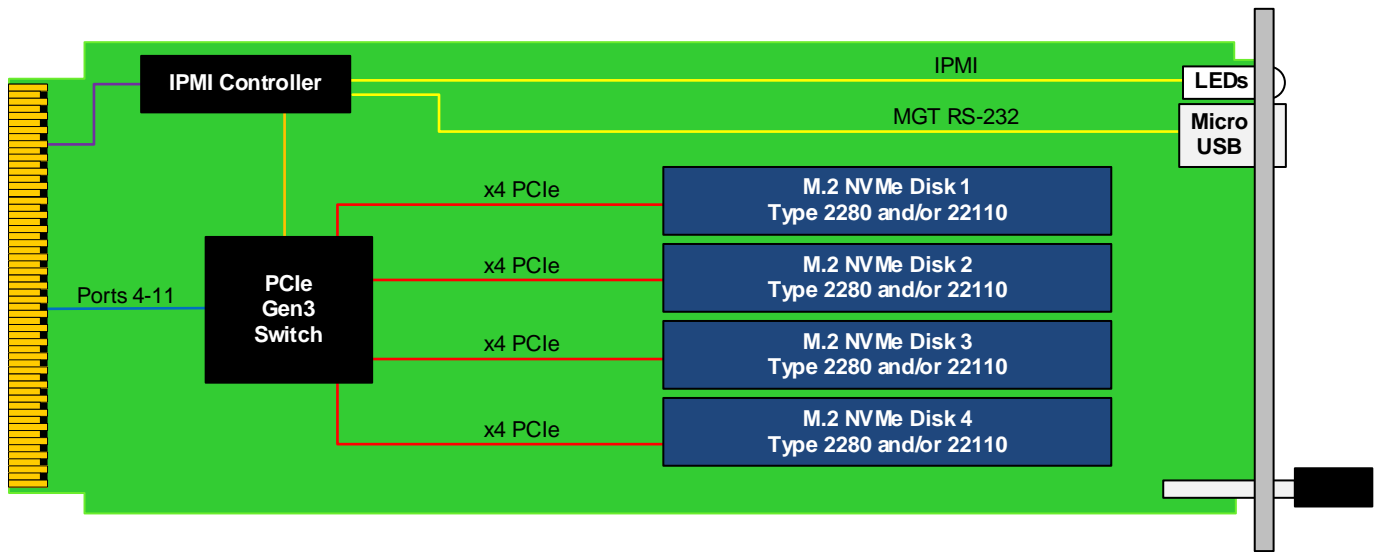 IPMI Controller
IPMI
LEDs
MGT RS-232
Micro
USB
x4 PCIe
M.2 NVMe Disk 1
Type 2280 and/or 22110
x4 PCIe
M.2 NVMe Disk 2
Type 2280 and/or 22110
Ports 4-11
PCIe
Gen3
Switch
x4 PCIe
M.2 NVMe Disk 3
Type 2280 and/or 22110
x4 PCIe
M.2 NVMe Disk 4
Type 2280 and/or 22110